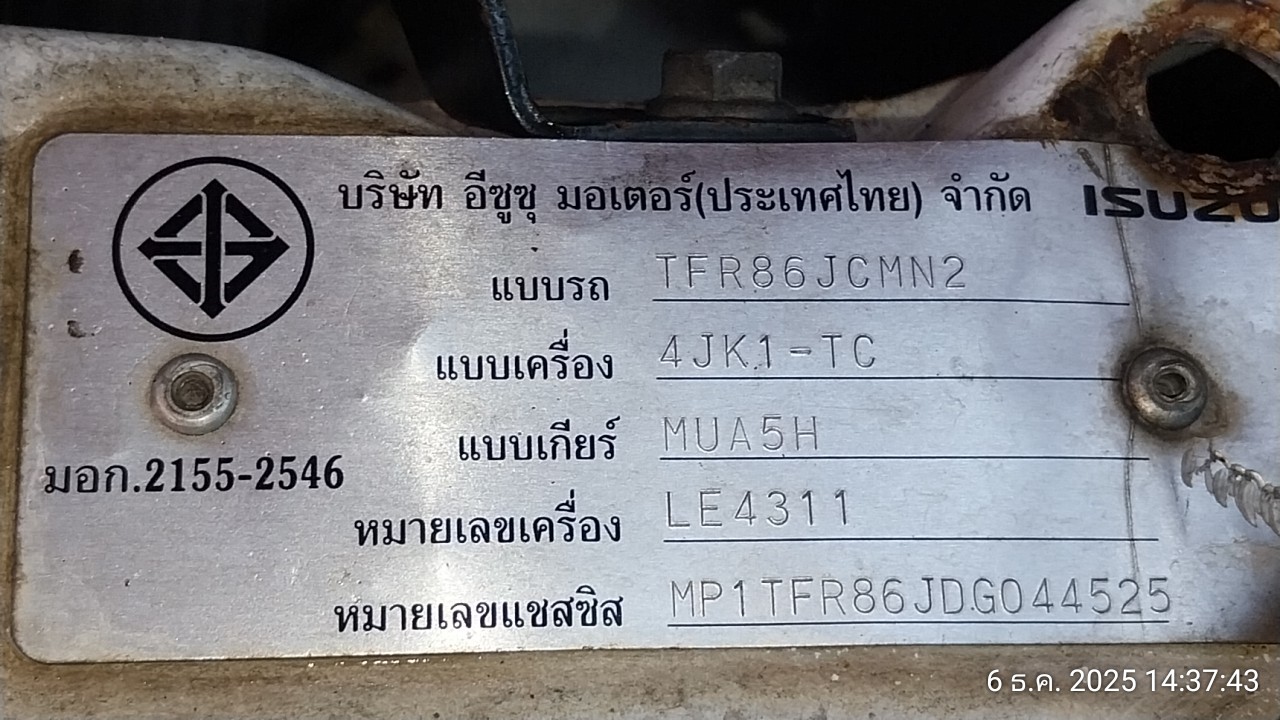 บริษัท อีซูซุ มอเตอร์(ประเทศไทย) จำกัด ISUZU
แบบรถ TFR86JCMN2
แบบเครื่อง 4JK1-TC
แบบเกียร์ MUA5H
มอก.2155-2546
หมายเลขเครื่อง LE4311
หมายเลขแชสซิส MP1TFR86JDG044525
6 ธ.ค. 2025 14:37:43